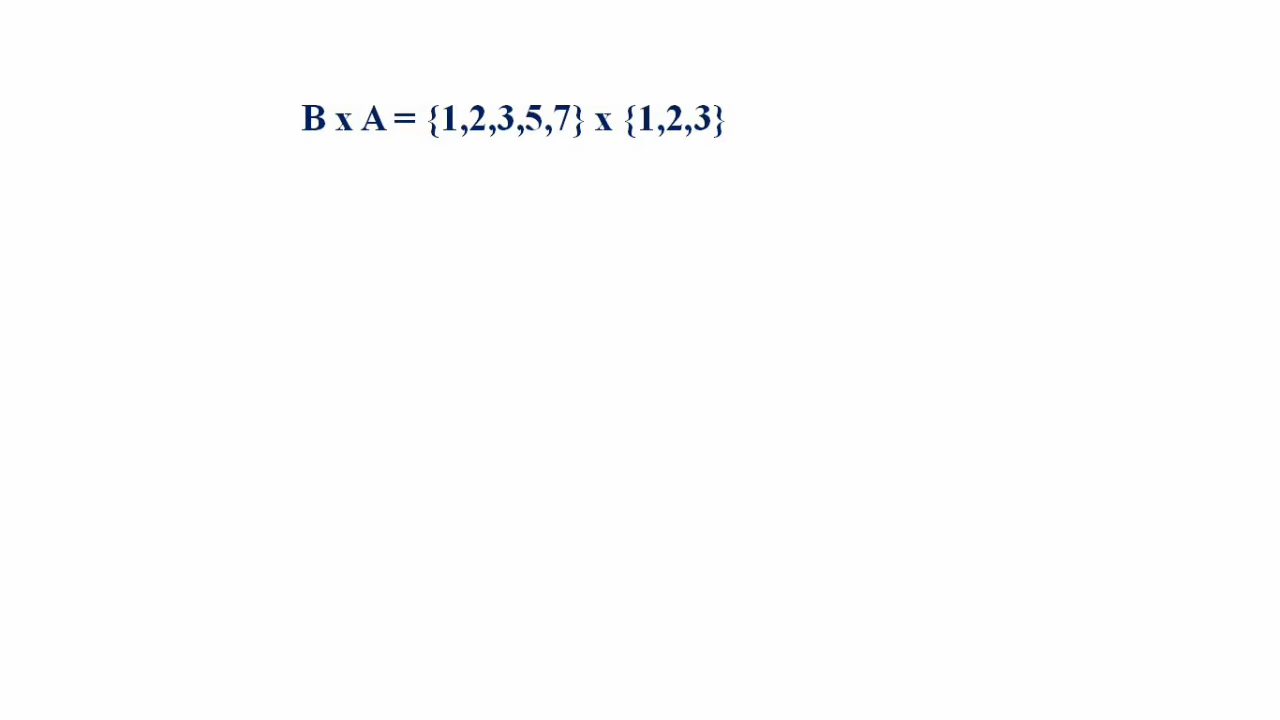 B x A = {1,2,3,5,7} x {1,2,3}